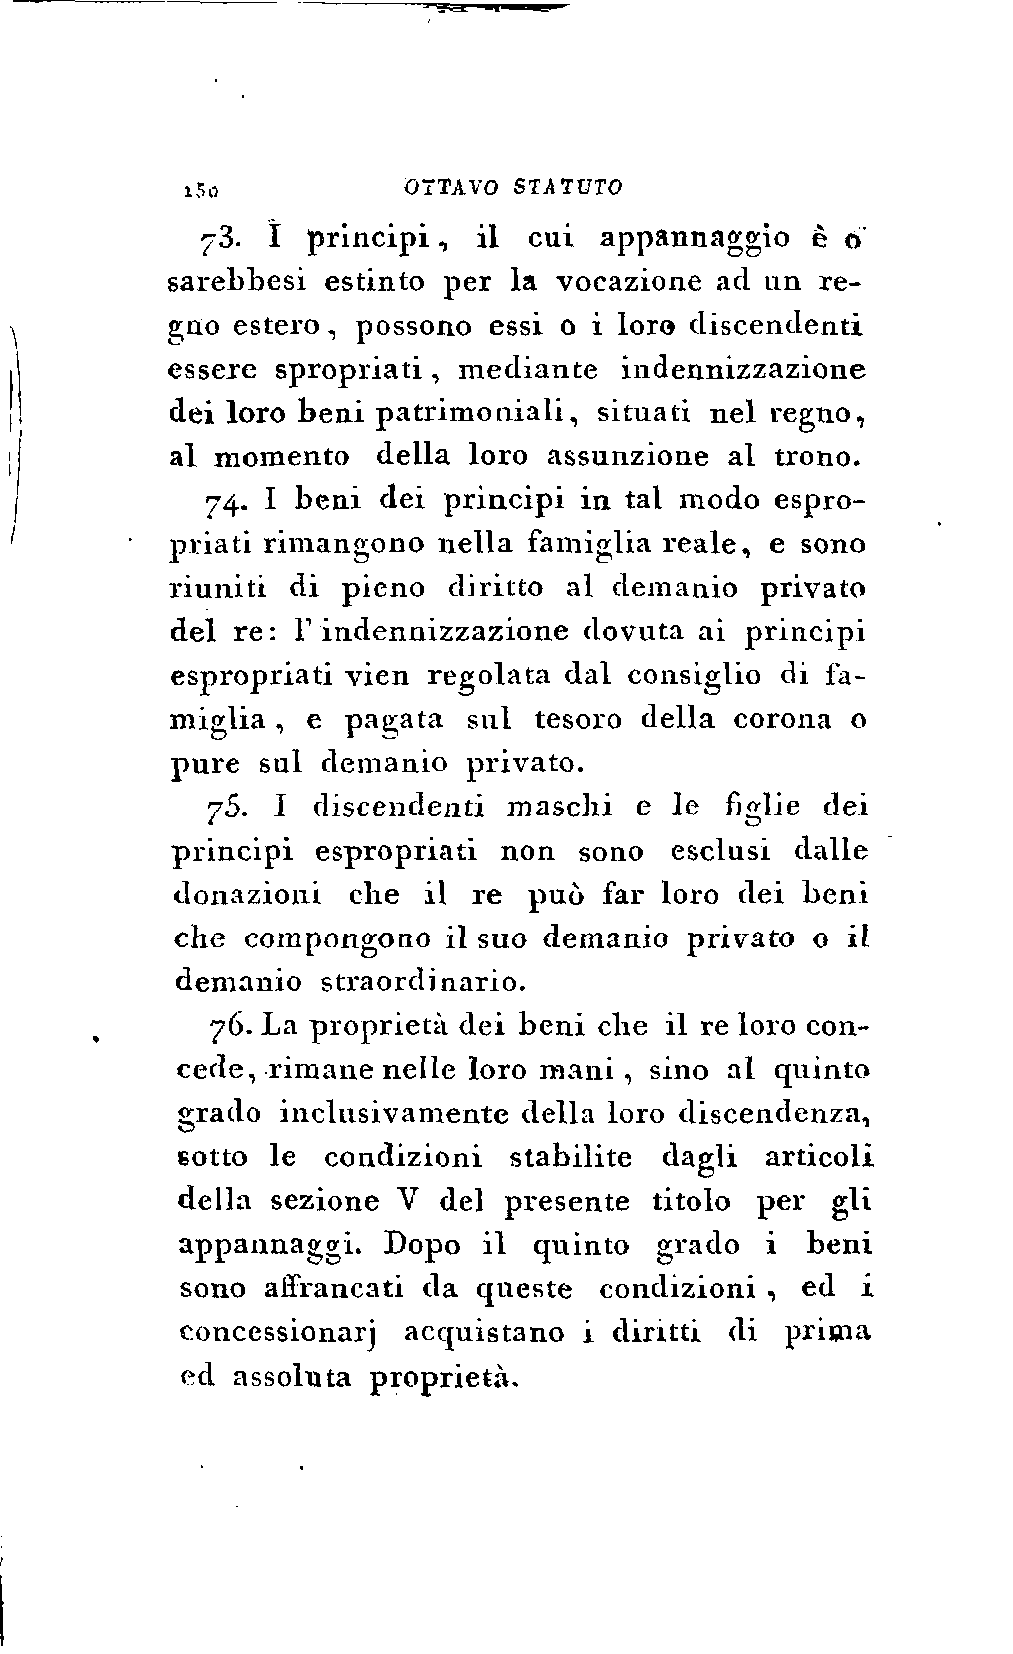 150 OTTAVO STATUTO
73. I principi, il cui appannaggio è o
sarebbesi estinto per la vocazione ad un re-
gno estero, possono essi o i loro discendenti
essere spropriati, mediante indennizzazione
dei loro beni patrimoniali, situati nel regno,
al momento della loro assunzione al trono.
74. I beni dei principi in tal modo espro-
priati rimangono nella famiglia reale, e sono
riuniti di pieno diritto al demanio privato
del re: l'indennizzazione dovuta ai principi
espropriati vien regolata dal consiglio di fa-
miglia, e pagata sul tesoro della corona o
pure sul demanio privato.
75. I discendenti maschi e le figlie dei
principi espropriati non sono esclusi dalle
donazioni che il re può far loro dei beni
che compongono il suo demanio privato o il
demanio straordinario.
76. La proprietà dei beni che il re loro con-
cede, rimane nelle loro mani, sino al quinto
grado inclusivamente della loro discendenza,
sotto le condizioni stabilite dagli articoli
della sezione V del presente titolo per gli
appannaggi. Dopo il quinto grado i beni
sono affrancati da queste condizioni, ed i
concessionarj acquistano i diritti di prima
ed assoluta proprietà.